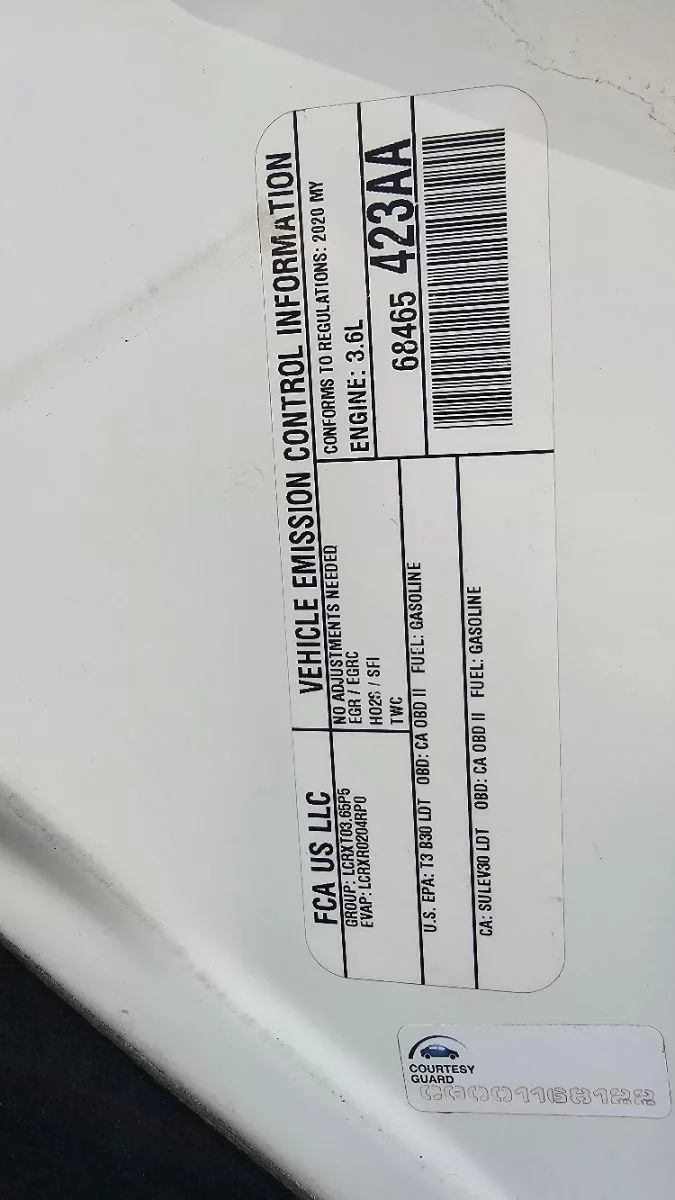 FCA US LLC
VEHICLE EMISSION CONTROL INFORMATION
GROUP: LCRXT03.65P5
EVAP: LCRXR0204RP0
NO ADJUSTMENTS NEEDED
EGR / EGRC
HO2S / SFI
TWC
CONFORMS TO REGULATIONS: 2020 MY
ENGINE: 3.6L
68465 423AA
U.S. EPA: T3 B30 LDT OBD: CA OBD II FUEL: GASOLINE
CA: SULEV30 LDT OBD: CA OBD II FUEL: GASOLINE
COURTESY
GUARD